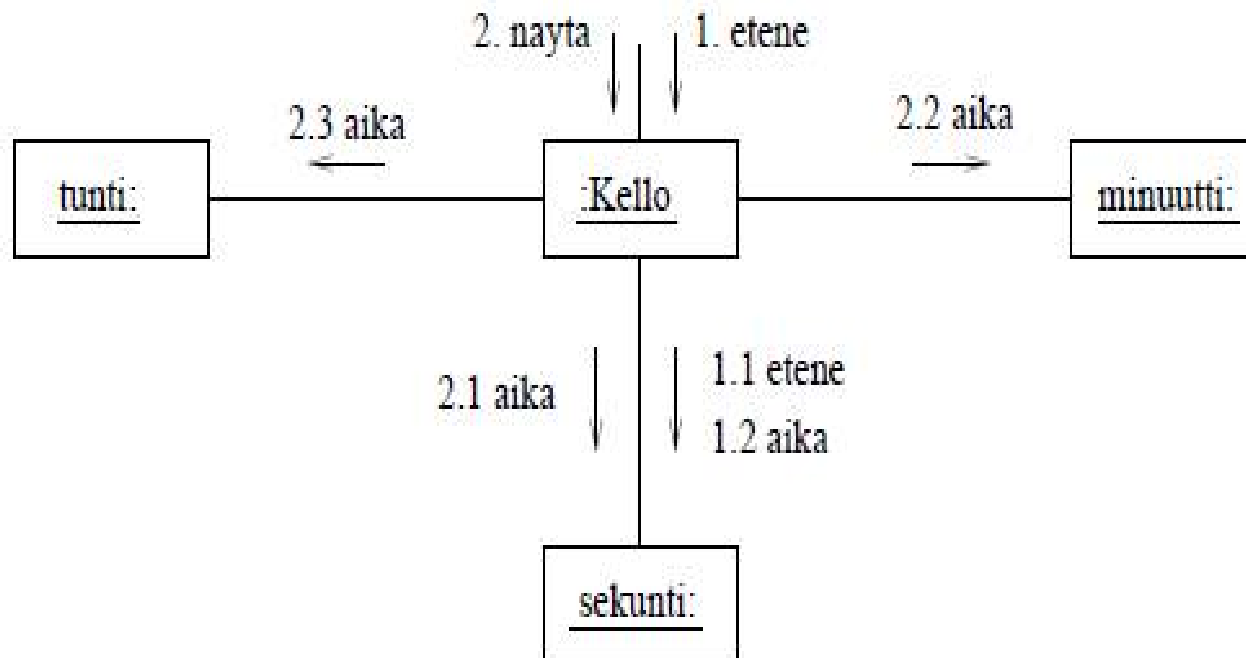 2. nayta
1. etene
2.3 aika
2.2 aika
tunti:
:Kello
minuutti:
2.1 aika
1.1 etene
1.2 aika
sekunti: